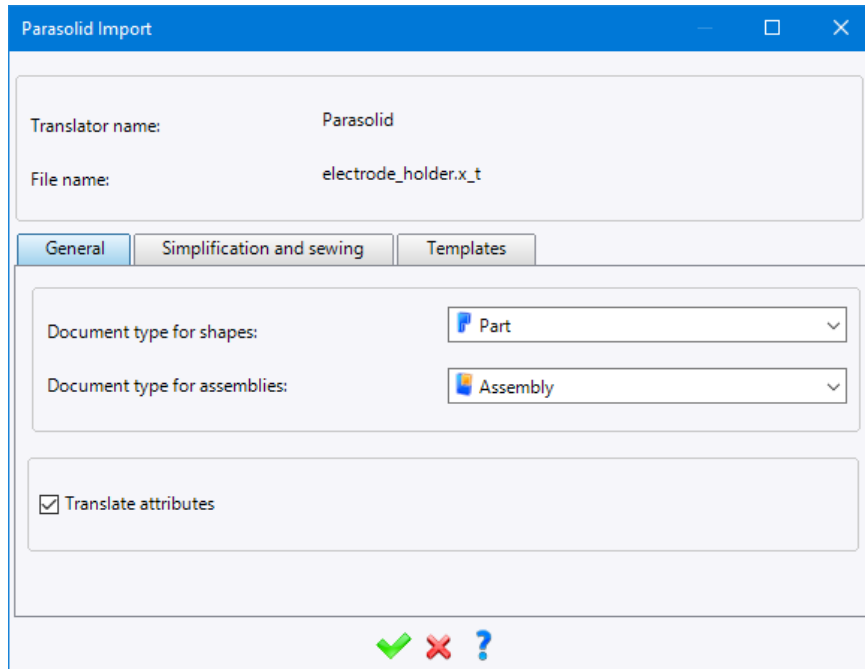 Parasolid Import
Translator name: Parasolid
File name: electrode_holder.x_t
General Simplification and sewing Templates
Document type for shapes: Part
Document type for assemblies: Assembly
Translate attributes